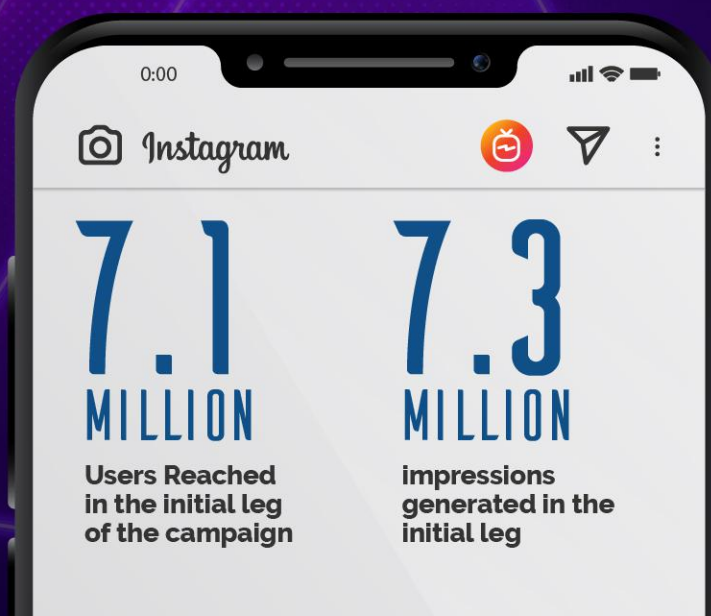 0:00
Instagram
7.1
MILLION
Users Reached
in the initial leg
of the campaign
7.3
MILLION
impressions
generated in the
initial leg